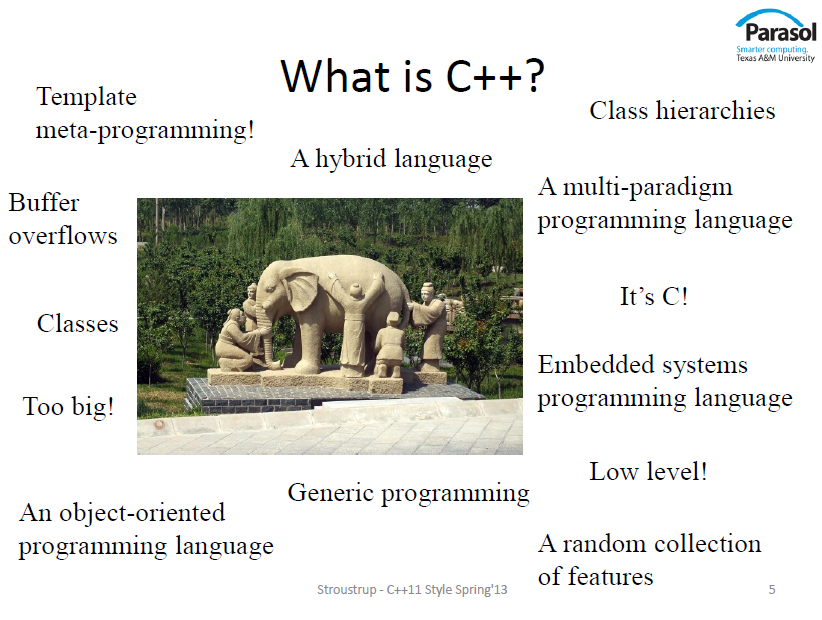 Parasol
Smarter computing.
Texas A&M University
What is C++?
Template
meta-programming!
Class hierarchies
A hybrid language
A multi-paradigm
programming language
Buffer
overflows
It's C!
Classes
Embedded systems
programming language
Too big!
Low level!
Generic programming
An object-oriented
programming language
A random collection
of features
Stroustrup - C++11 Style Spring'13
5